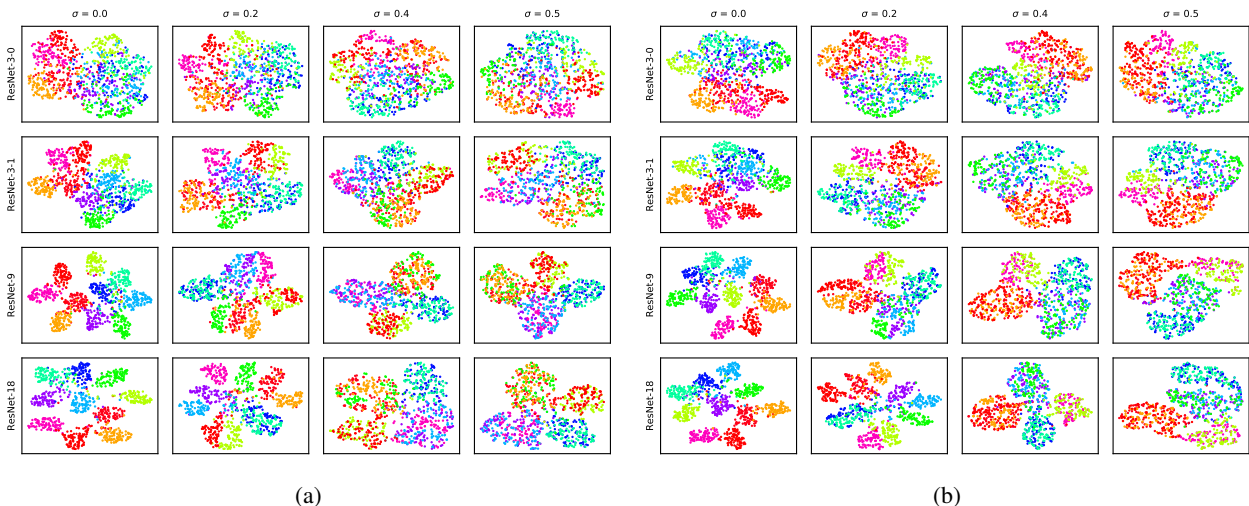 σ = 0.0 σ = 0.2 σ = 0.4 σ = 0.5
ResNet-3-0
ResNet-3-1
ResNet-9
ResNet-18
(a)
σ = 0.0 σ = 0.2 σ = 0.4 σ = 0.5
ResNet-3-0
ResNet-3-1
ResNet-9
ResNet-18
(b)